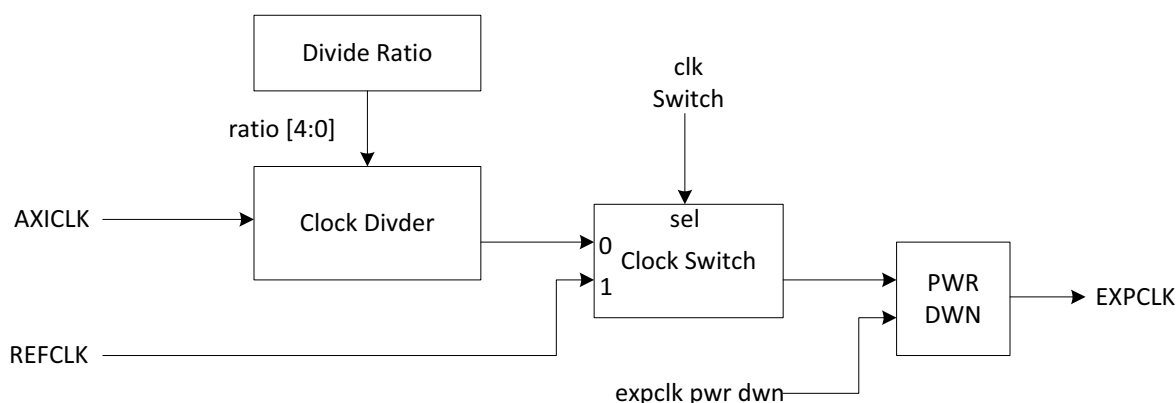 Divide Ratio
clk
Switch
ratio [4:0]
AXICLK
Clock Divder
sel
0
Clock Switch
1
PWR
DWN
EXPCLK
REFCLK
expclk pwr dwn